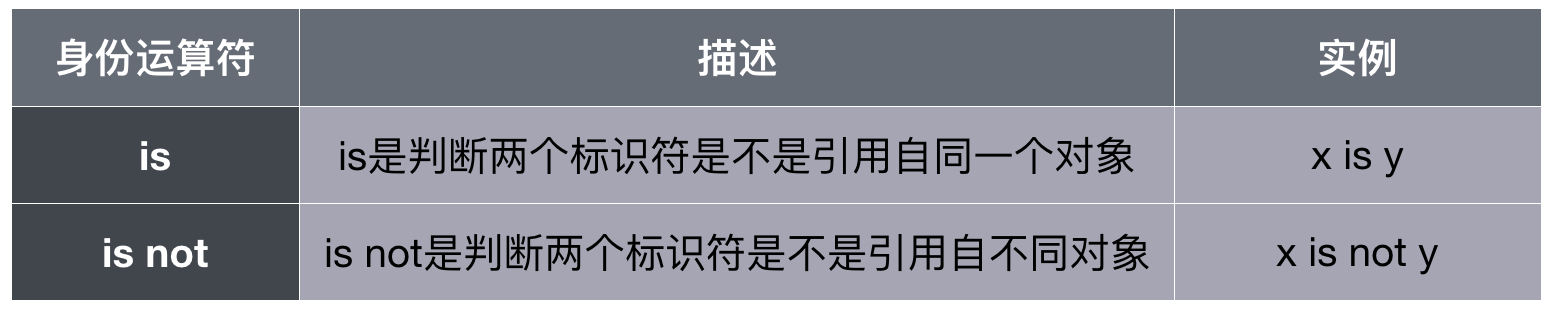 身份运算符 描述 实例
is is是判断两个标识符是不是引用自同一个对象 x is y
is not is not是判断两个标识符是不是引用自不同对象 x is not y